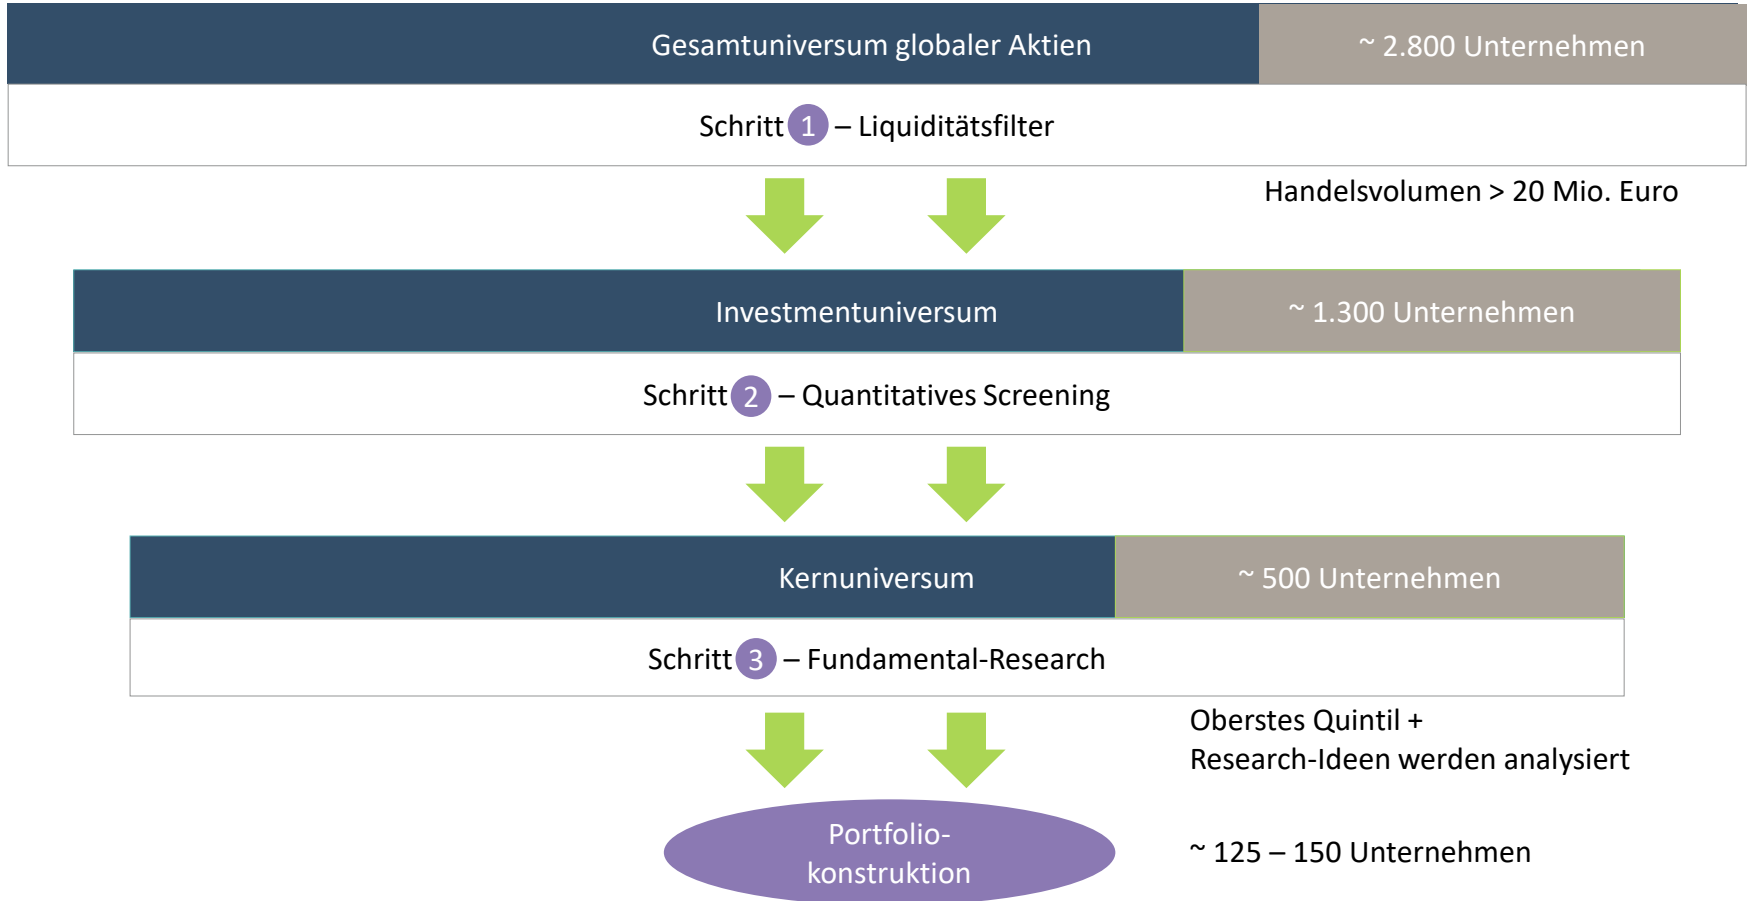 Gesamtuniversum globaler Aktien
~ 2.800 Unternehmen
Schritt 1 – Liquiditätsfilter
Handelsvolumen > 20 Mio. Euro
Investmentuniversum
~ 1.300 Unternehmen
Schritt 2 – Quantitatives Screening
Kernuniversum
~ 500 Unternehmen
Schritt 3 – Fundamental-Research
Oberstes Quintil +
Research-Ideen werden analysiert
Portfolio-
konstruktion
~ 125 – 150 Unternehmen